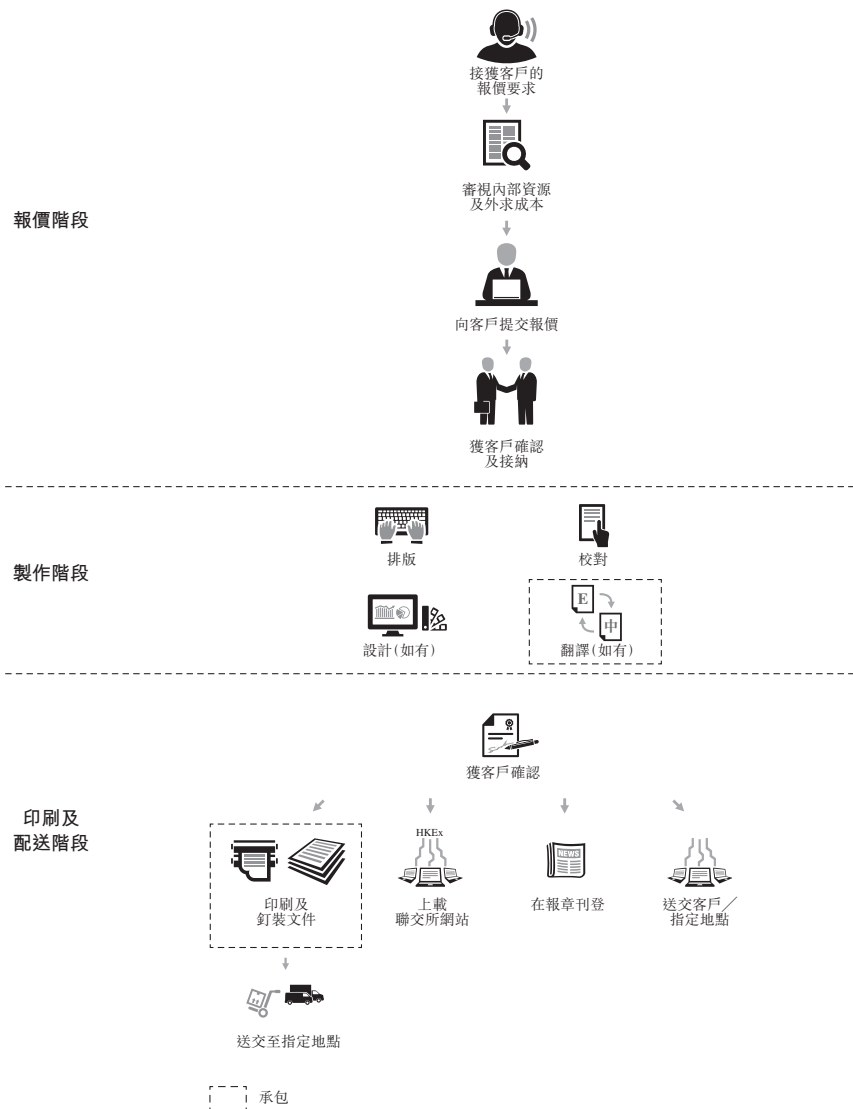 接獲客戶的
報價要求
審視內部資源
及外求成本
報價階段
向客戶提交報價
獲客戶確認
及接納
製作階段
排版
校對
E
中
設計(如有)
翻譯(如有)
獲客戶確認
印刷及
配送階段
HKEx
NEWS
印刷及
釘裝文件
上載
聯交所網站
在報章刊登
送交客戶／
指定地點
送交至指定地點
承包